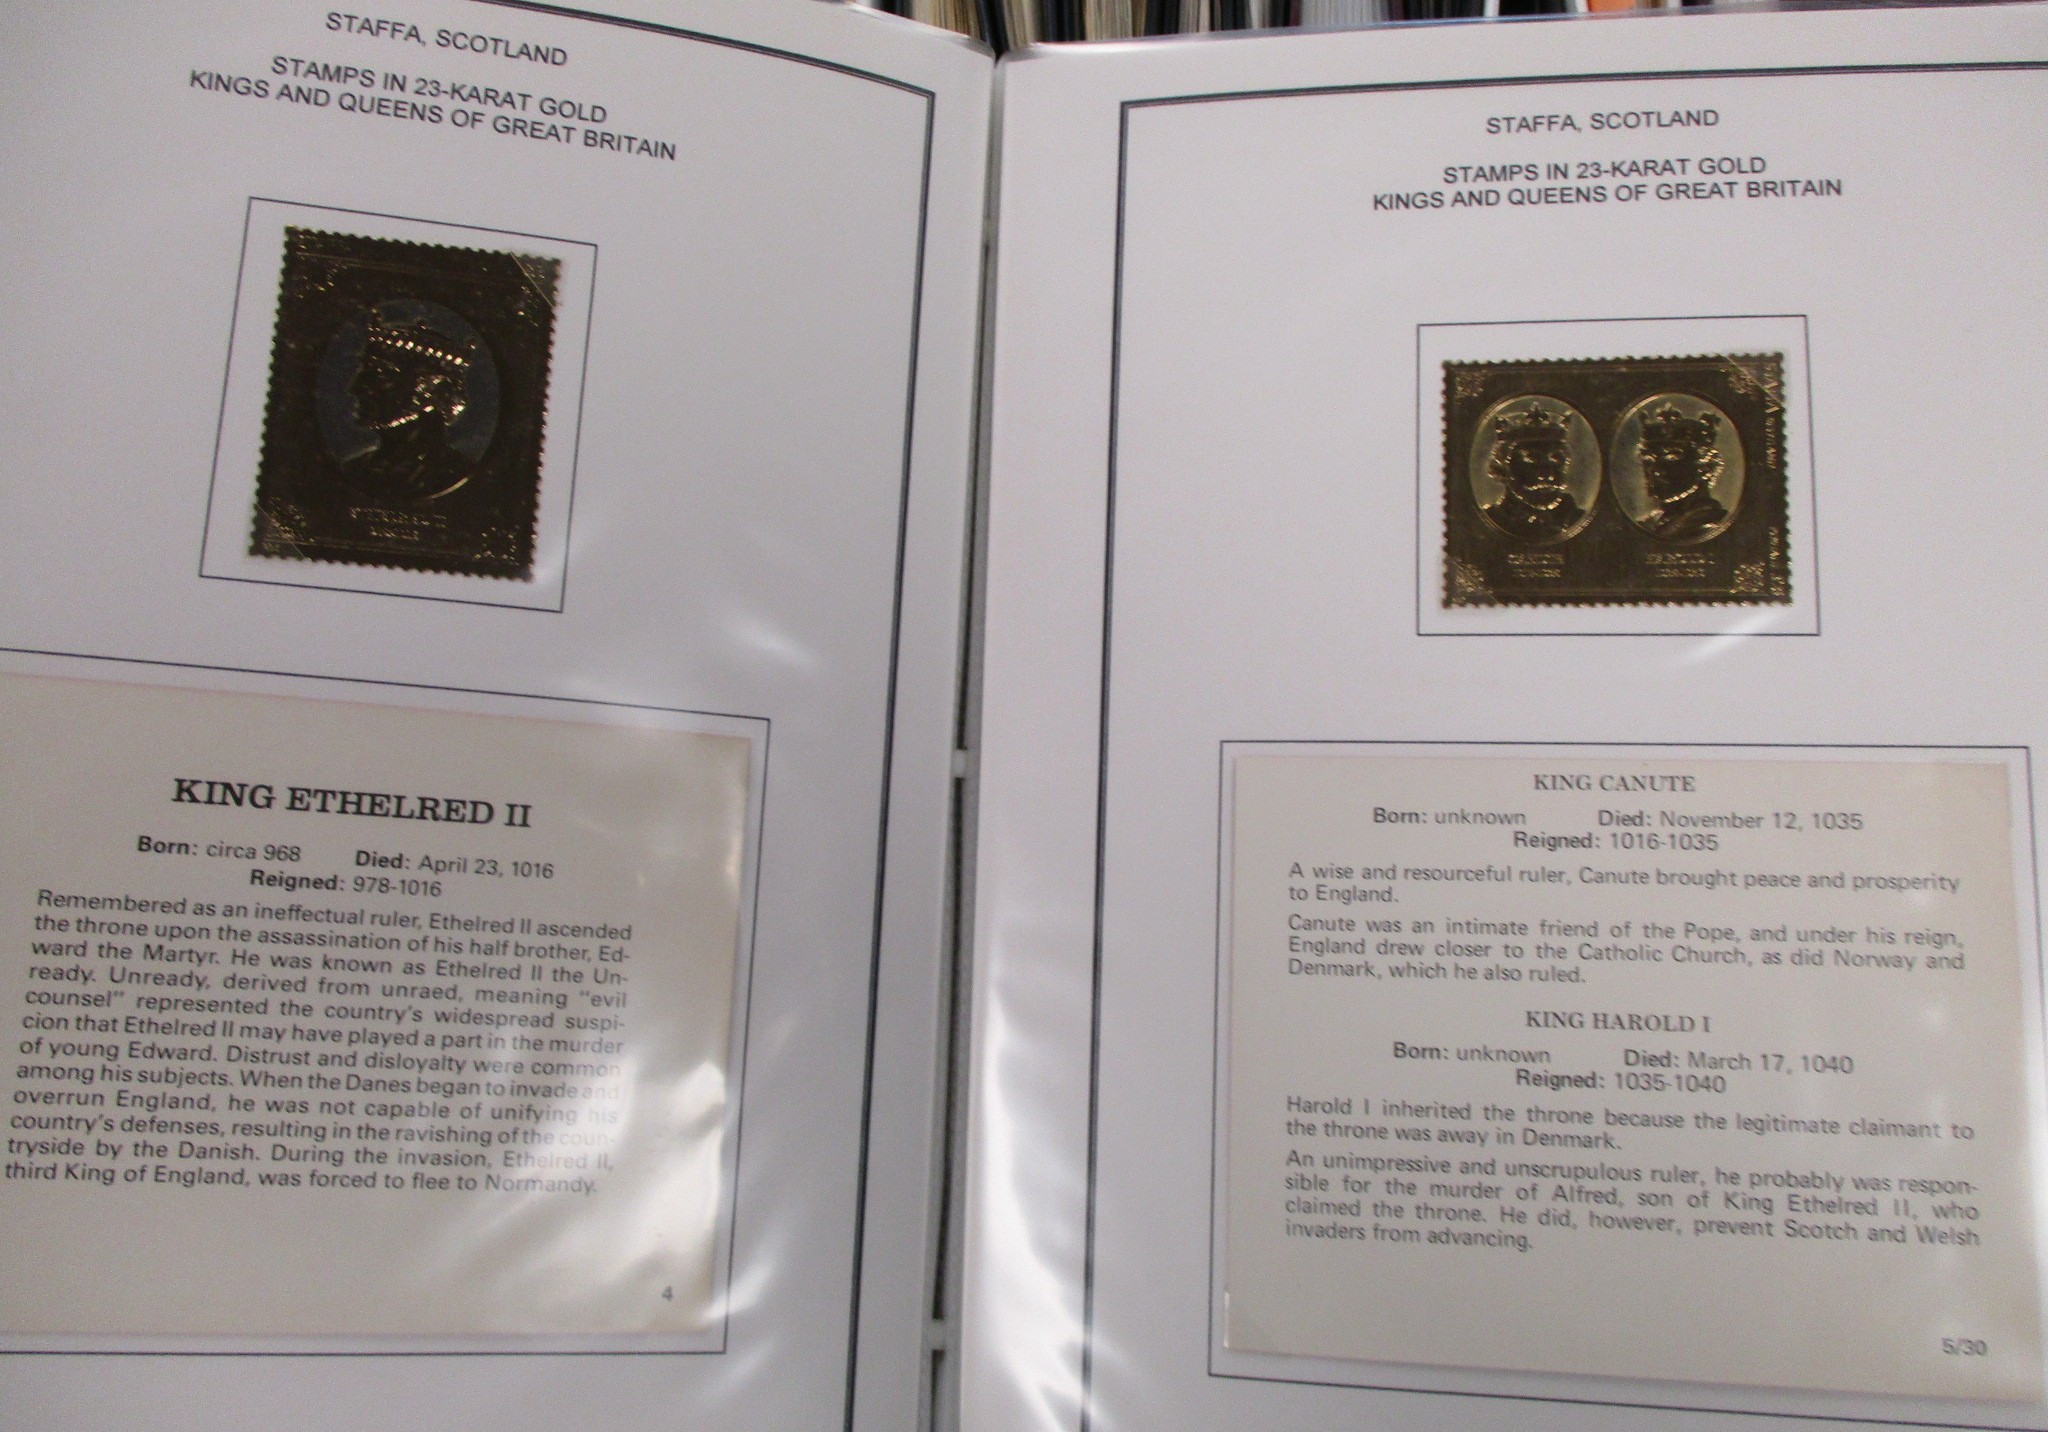 STAFFA, SCOTLAND
STAMPS IN 23-KARAT GOLD
KINGS AND QUEENS OF GREAT BRITAIN
KING ETHELRED II
Born: circa 968 Died: April 23, 1016
Reigned: 978-1016
Remembered as an ineffectual ruler, Ethelred II ascended
the throne upon the assassination of his half brother, Ed-
ward the Martyr. He was known as Ethelred II the Un-
ready. Unready, derived from unraed, meaning "evil
counsel" represented the country's widespread suspi-
cion that Ethelred II may have played a part in the murder
of young Edward. Distrust and disloyalty were common
among his subjects. When the Danes began to invade and
overrun England, he was not capable of unifying his
country's defenses, resulting in the ravishing of the coun-
tryside by the Danish. During the invasion, Ethelred II,
third King of England, was forced to flee to Normandy.
4
STAFFA, SCOTLAND
STAMPS IN 23-KARAT GOLD
KINGS AND QUEENS OF GREAT BRITAIN
CANUTE HAROLD I
KING CANUTE
Born: unknown Died: November 12, 1035
Reigned: 1016-1035
A wise and resourceful ruler, Canute brought peace and prosperity
to England.
Canute was an intimate friend of the Pope, and under his reign,
England drew closer to the Catholic Church, as did Norway and
Denmark, which he also ruled.
KING HAROLD I
Born: unknown Died: March 17, 1040
Reigned: 1035-1040
Harold I inherited the throne because the legitimate claimant to
the throne was away in Denmark.
An unimpressive and unscrupulous ruler, he probably was respon-
sible for the murder of Alfred, son of King Ethelred II, who
claimed the throne. He did, however, prevent Scotch and Welsh
invaders from advancing.
5/30